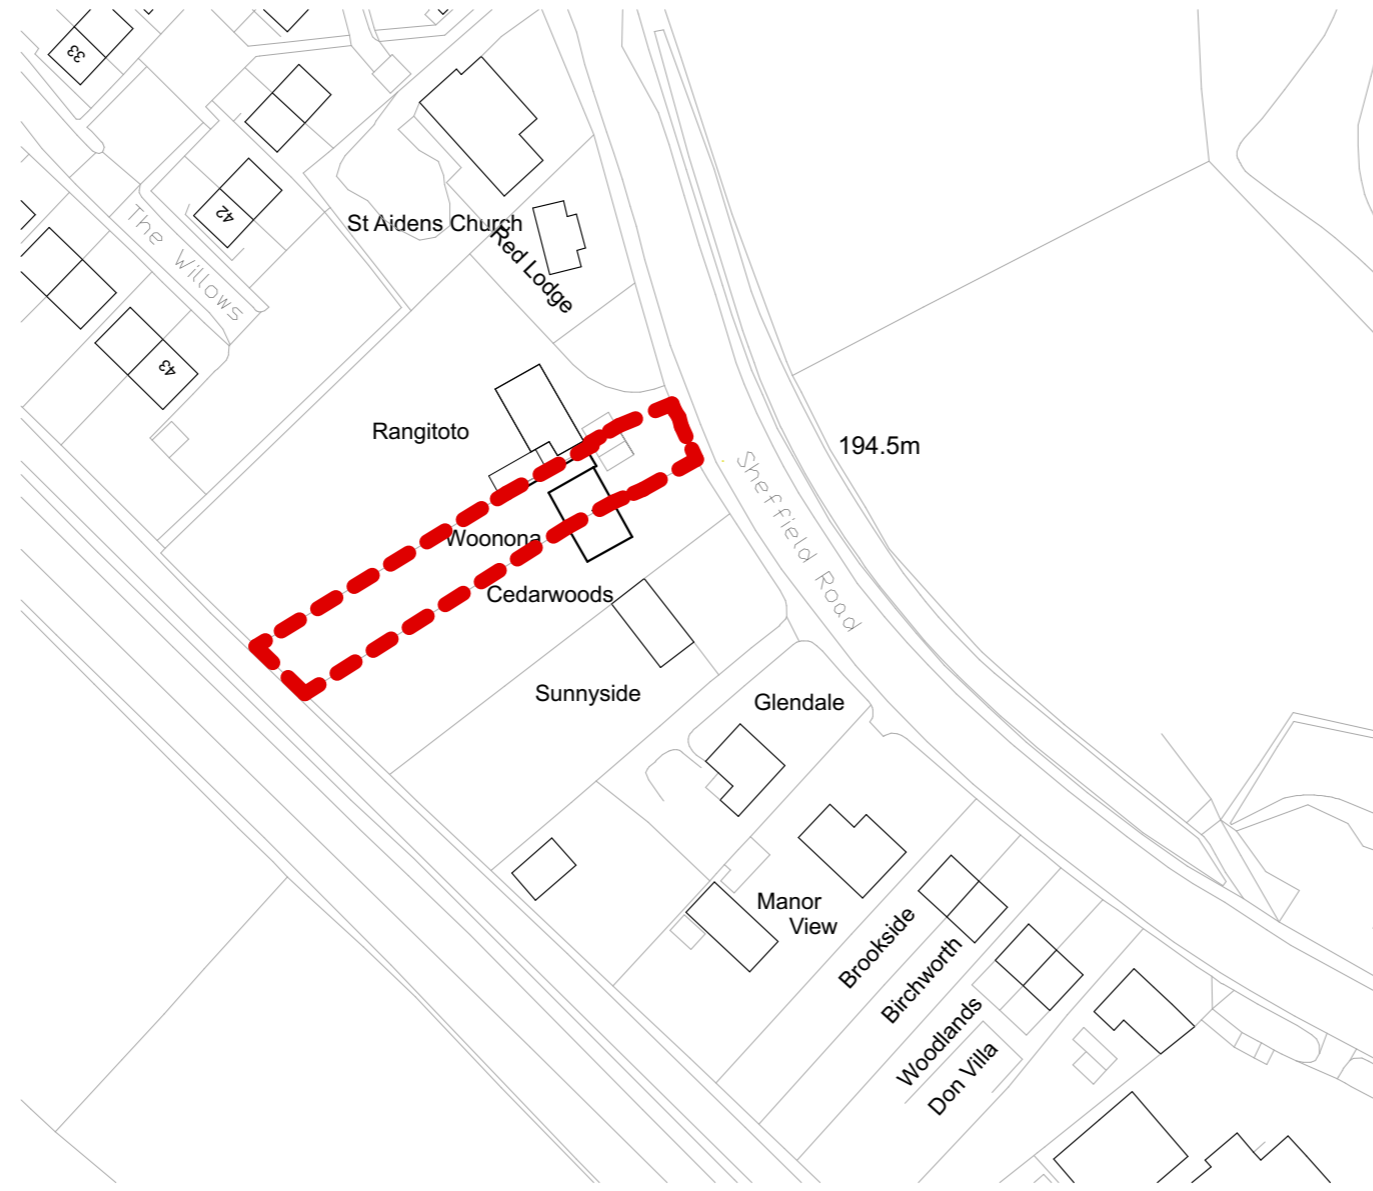 33
42
The Willows
St Aidens Church
Red Lodge
43
Rangitoto
194.5m
Sheffield Road
Woonona
Cedarwoods
Sunnyside
Glendale
Manor
View
Brookside
Birchworth
Woodlands
Don Villa